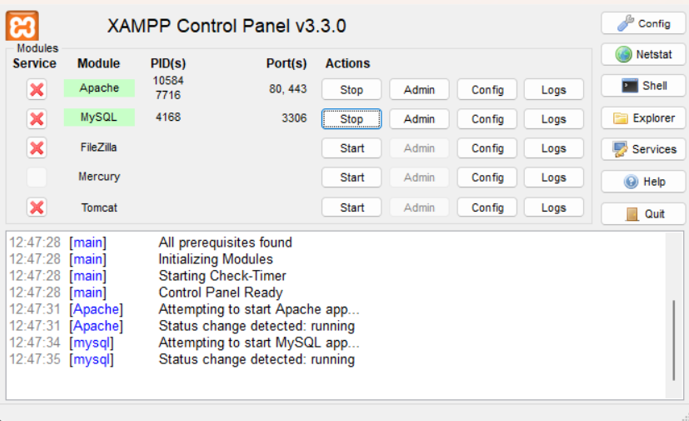 XAMPP Control Panel v3.3.0
Config
Modules
Service Module PID(s) Port(s) Actions
Netstat
Apache 10584 7716 80, 443 Stop Admin Config Logs
Shell
MySQL 4168 3306 Stop Admin Config Logs
Explorer
FileZilla Start Admin Config Logs
Services
Mercury Start Admin Config Logs
Help
Tomcat Start Admin Config Logs
Quit
12:47:28 [main] All prerequisites found
12:47:28 [main] Initializing Modules
12:47:28 [main] Starting Check-Timer
12:47:28 [main] Control Panel Ready
12:47:31 [Apache] Attempting to start Apache app...
12:47:31 [Apache] Status change detected: running
12:47:34 [mysql] Attempting to start MySQL app...
12:47:35 [mysql] Status change detected: running